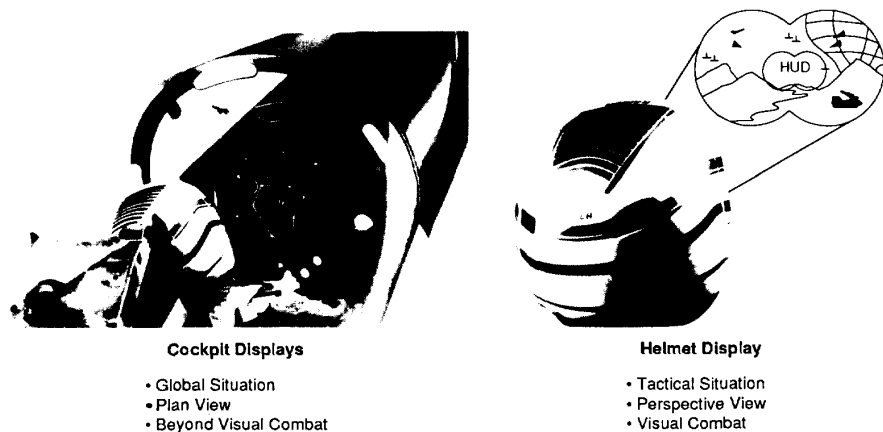 HUD
Cockpit Displays
• Global Situation
• Plan View
• Beyond Visual Combat
Helmet Display
• Tactical Situation
• Perspective View
• Visual Combat